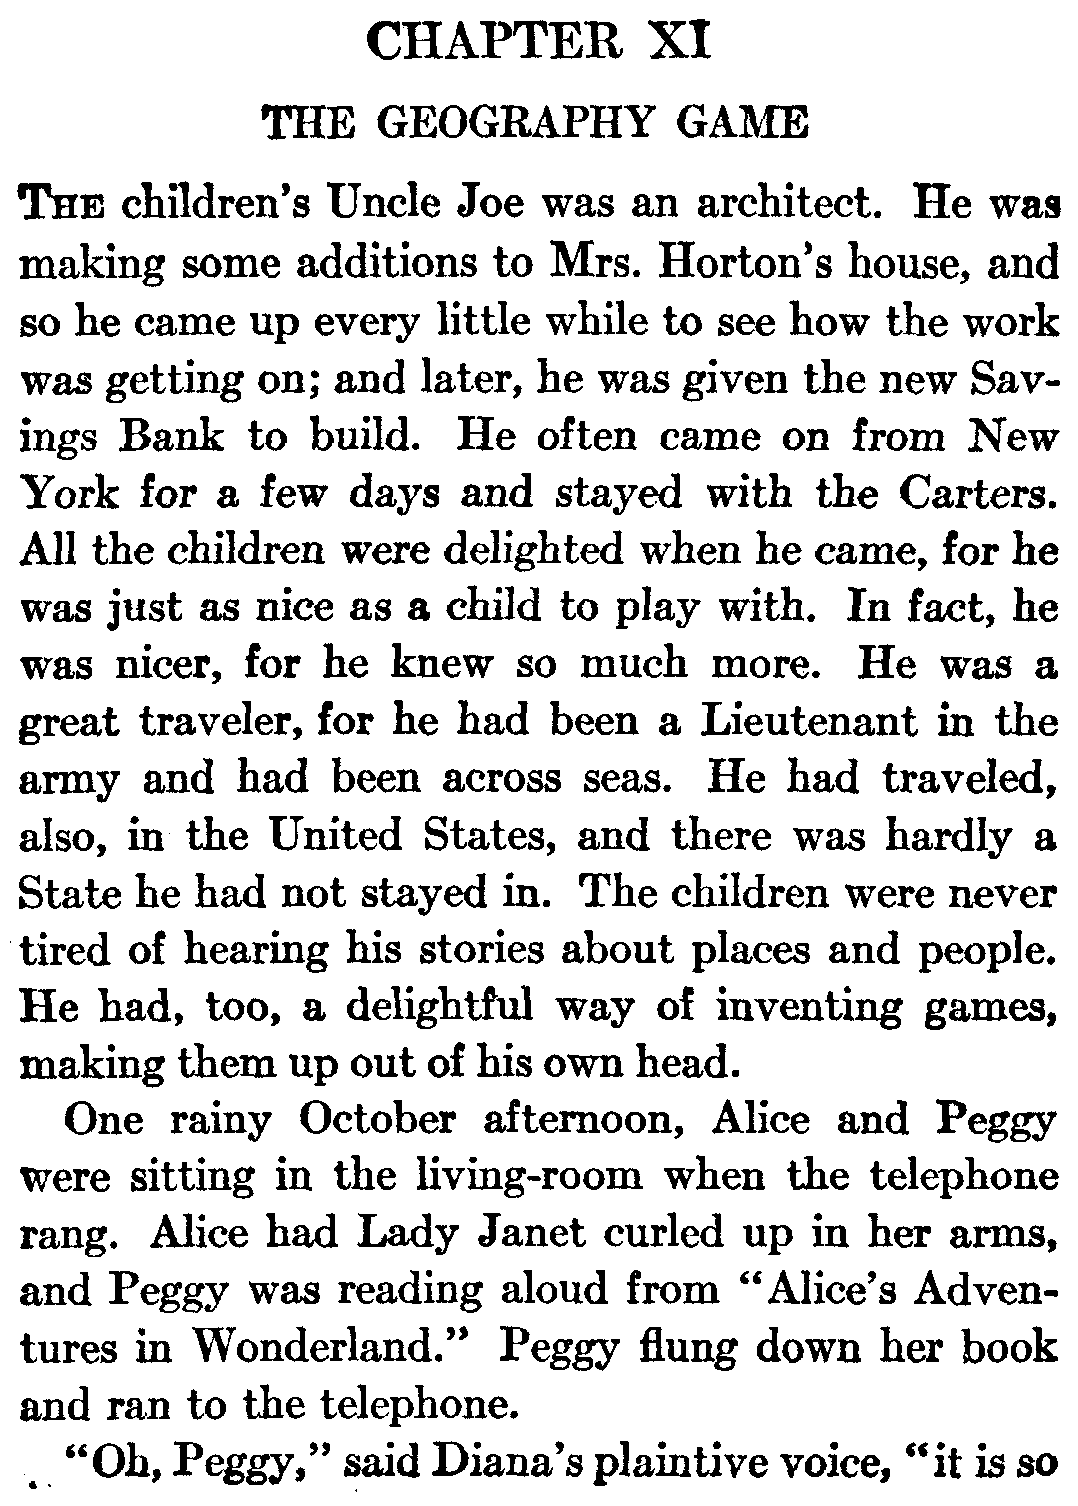 CHAPTER XI
THE GEOGRAPHY GAME
THE children's Uncle Joe was an architect. He was
making some additions to Mrs. Horton's house, and
so he came up every little while to see how the work
was getting on; and later, he was given the new Sav-
ings Bank to build. He often came on from New
York for a few days and stayed with the Carters.
All the children were delighted when he came, for he
was just as nice as a child to play with. In fact, he
was nicer, for he knew so much more. He was a
great traveler, for he had been a Lieutenant in the
army and had been across seas. He had traveled,
also, in the United States, and there was hardly a
State he had not stayed in. The children were never
tired of hearing his stories about places and people.
He had, too, a delightful way of inventing games,
making them up out of his own head.
One rainy October afternoon, Alice and Peggy
were sitting in the living-room when the telephone
rang. Alice had Lady Janet curled up in her arms,
and Peggy was reading aloud from "Alice's Adven-
tures in Wonderland." Peggy flung down her book
and ran to the telephone.
"Oh, Peggy," said Diana's plaintive voice, "it is so